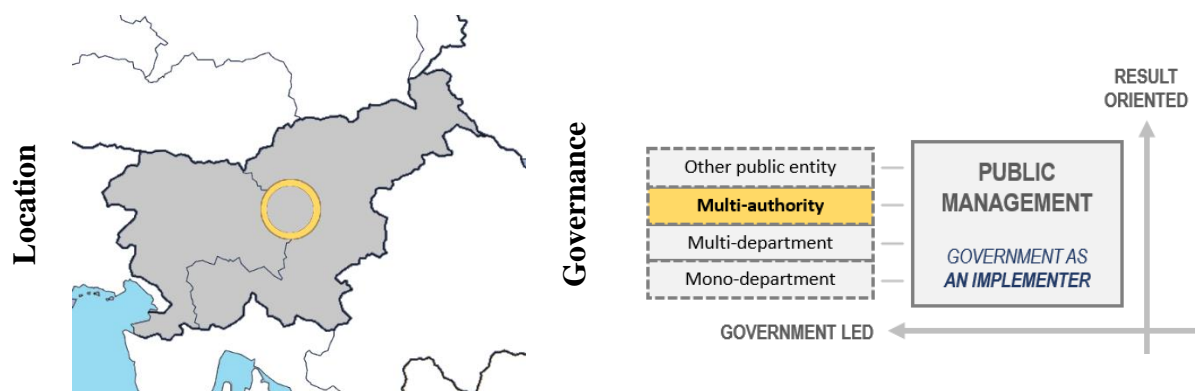 Location
Governance
RESULT
ORIENTED
Other public entity
Multi-authority
Multi-department
Mono-department
PUBLIC
MANAGEMENT
GOVERNMENT AS
AN IMPLEMENTER
GOVERNMENT LED